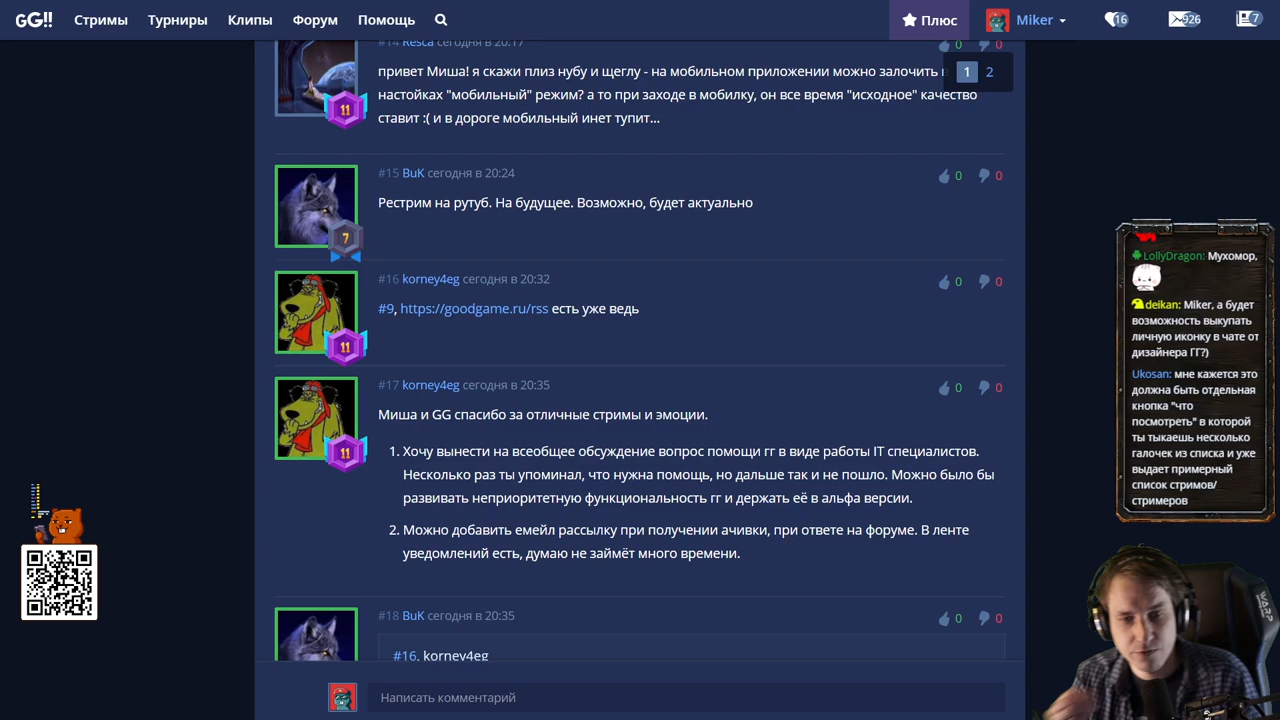 GG!! Стримы Турниры Клипы Форум Помощь Плюс Miker 16 926 7
#14 Resca сегодня в 20:17 0 0
1 2
привет Миша! я скажи плиз нубу и щеглу - на мобильном приложении можно залочить в
настойках "мобильный" режим? а то при заходе в мобилку, он все время "исходное" качество
ставит :( и в дороге мобильный инет тупит...
11
#15 BuK сегодня в 20:24 0 0
Рестрим на рутуб. На будущее. Возможно, будет актуально
7
#16 korney4eg сегодня в 20:32 0 0
#9, https://goodgame.ru/rss есть уже ведь
11
#17 korney4eg сегодня в 20:35 0 0
Миша и GG спасибо за отличные стримы и эмоции.
11
1. Хочу вынести на всеобщее обсуждение вопрос помощи гг в виде работы IT специалистов.
Несколько раз ты упоминал, что нужна помощь, но дальше так и не пошло. Можно было бы
развивать неприоритетную функциональность гг и держать её в альфа версии.
2. Можно добавить емейл рассылку при получении ачивки, при ответе на форуме. В ленте
уведомлений есть, думаю не займёт много времени.
#18 BuK сегодня в 20:35 0 0
#16, korney4eg
Написать комментарий
LollyDragon: Мухомор,
deikan: Miker, а будет
возможность выкупать
личную иконку в чате от
дизайнера ГГ?)
Ukosan: мне кажется это
должна быть отдельная
кнопка "что
посмотреть" в которой
ты тыкаешь несколько
галочек из списка и уже
выдает примерный
список стримов/
стримеров
WARP